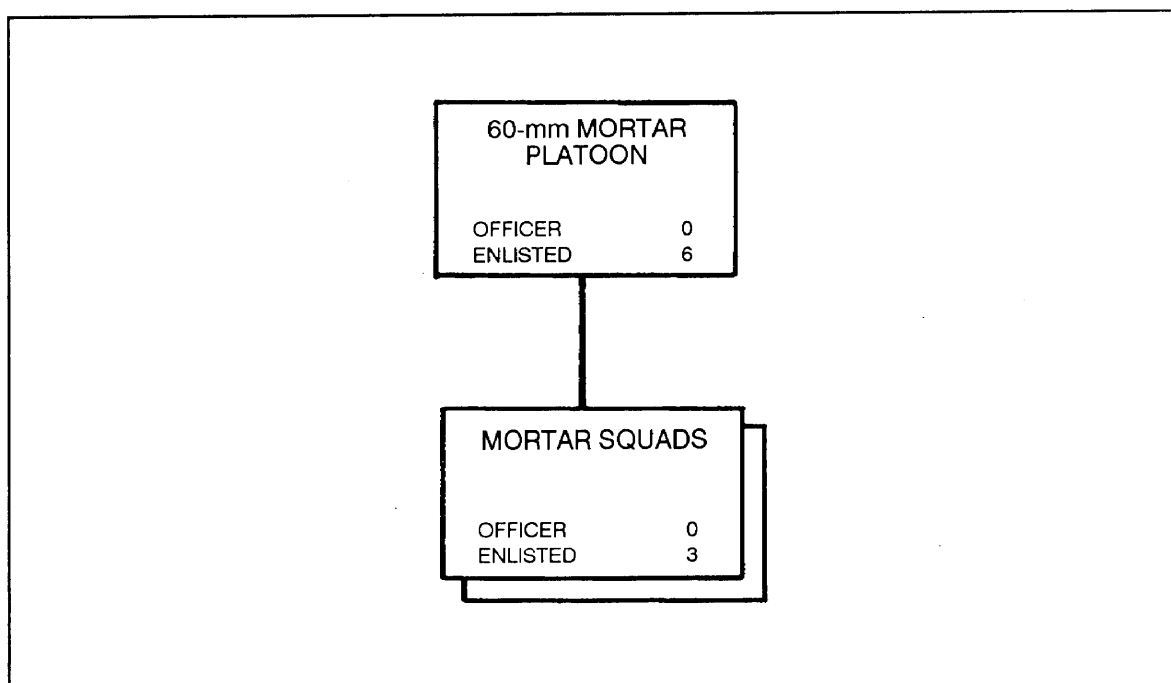 60-mm MORTAR
PLATOON
OFFICER 0
ENLISTED 6
MORTAR SQUADS
OFFICER 0
ENLISTED 3